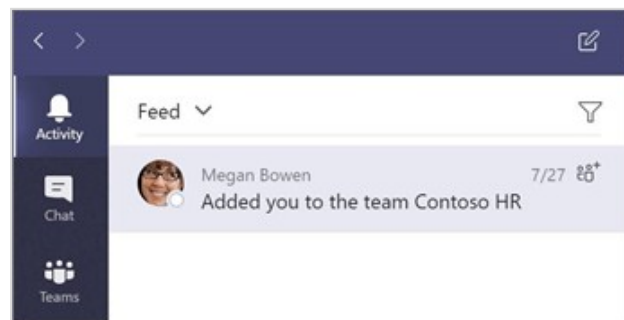 Activity
Chat
Teams
Feed
Megan Bowen 7/27
Added you to the team Contoso HR